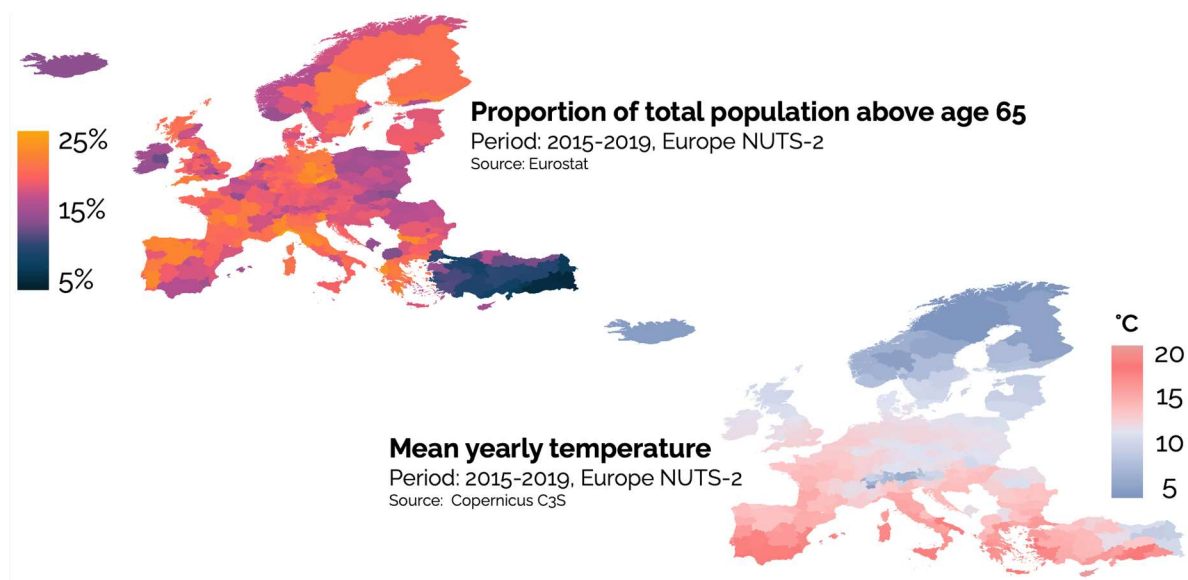 Proportion of total population above age 65
Period: 2015-2019, Europe NUTS-2
Source: Eurostat
25%
15%
5%
°C
20
15
10
5
Mean yearly temperature
Period: 2015-2019, Europe NUTS-2
Source: Copernicus C3S